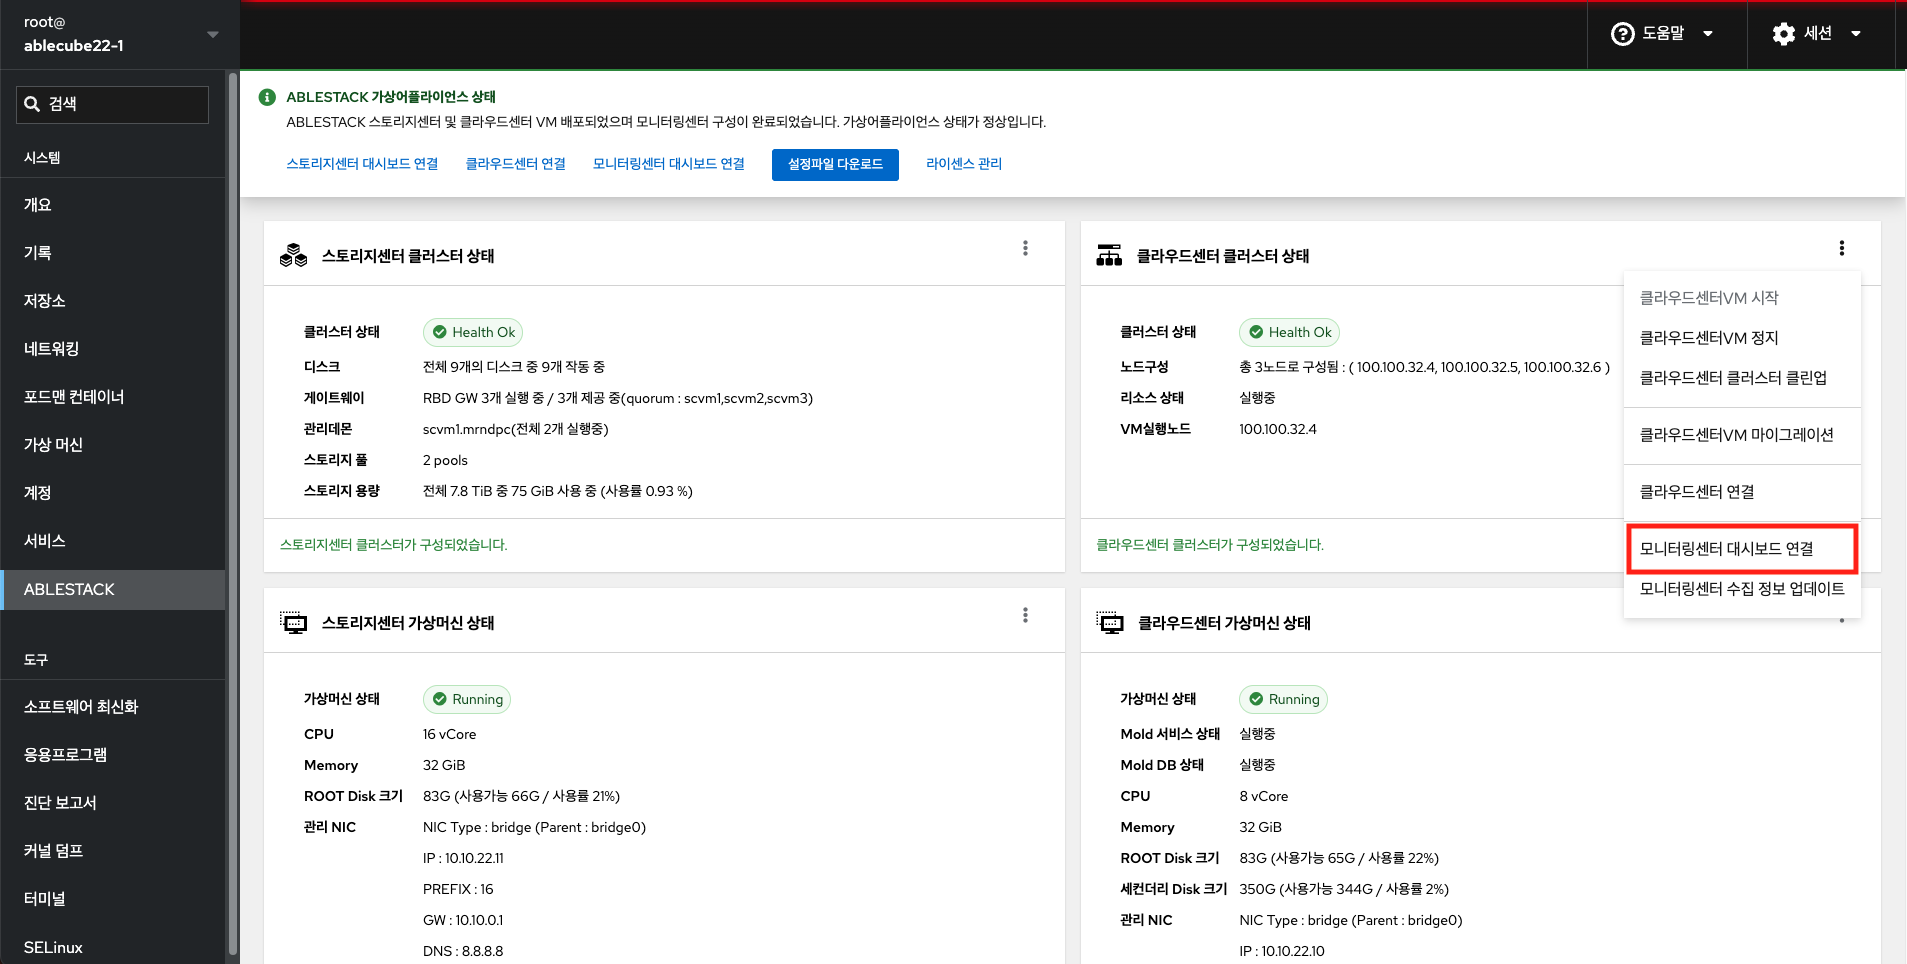 root@
ablecube22-1
도움말
세션
검색
시스템
개요
기록
저장소
네트워킹
포드맨 컨테이너
가상 머신
계정
서비스
ABLESTACK
도구
소프트웨어 최신화
응용프로그램
진단 보고서
커널 덤프
터미널
SELinux
ABLESTACK 가상어플라이언스 상태
ABLESTACK 스토리지센터 및 클라우드센터 VM 배포되었으며 모니터링센터 구성이 완료되었습니다. 가상어플라이언스 상태가 정상입니다.
스토리지센터 대시보드 연결 클라우드센터 연결 모니터링센터 대시보드 연결 설정파일 다운로드 라이센스 관리
스토리지센터 클러스터 상태
클러스터 상태 Health Ok
디스크 전체 9개의 디스크 중 9개 작동 중
게이트웨이 RBD GW 3개 실행 중 / 3개 제공 중(quorum : scvm1,scvm2,scvm3)
관리데몬 scvm1.mrndpc(전체 2개 실행중)
스토리지 풀 2 pools
스토리지 용량 전체 7.8 TiB 중 75 GiB 사용 중 (사용률 0.93 %)
스토리지센터 클러스터가 구성되었습니다.
클라우드센터 클러스터 상태
클러스터 상태 Health Ok
노드구성 총 3노드로 구성됨 : ( 100.100.32.4, 100.100.32.5, 100.100.32.6 )
리소스 상태 실행중
VM실행노드 100.100.32.4
클라우드센터 클러스터가 구성되었습니다.
클라우드센터VM 시작
클라우드센터VM 정지
클라우드센터 클러스터 클린업
클라우드센터VM 마이그레이션
클라우드센터 연결
모니터링센터 대시보드 연결
모니터링센터 수집 정보 업데이트
스토리지센터 가상머신 상태
가상머신 상태 Running
CPU 16 vCore
Memory 32 GiB
ROOT Disk 크기 83G (사용가능 66G / 사용률 21%)
관리 NIC NIC Type : bridge (Parent : bridge0)
IP : 10.10.22.11
PREFIX : 16
GW : 10.10.0.1
DNS : 8.8.8.8
클라우드센터 가상머신 상태
가상머신 상태 Running
Mold 서비스 상태 실행중
Mold DB 상태 실행중
CPU 8 vCore
Memory 32 GiB
ROOT Disk 크기 83G (사용가능 65G / 사용률 22%)
세컨더리 Disk 크기 350G (사용가능 344G / 사용률 2%)
관리 NIC NIC Type : bridge (Parent : bridge0)
IP : 10.10.22.10